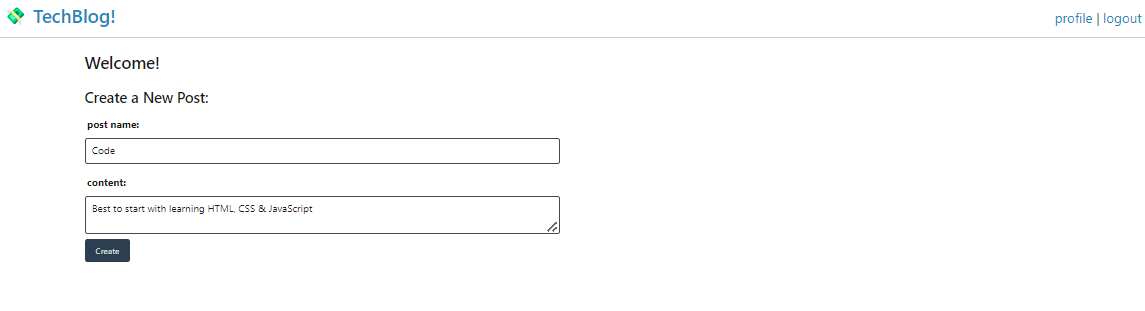 TechBlog!
profile | logout
Welcome!
Create a New Post:
post name:
Code
content:
Best to start with learning HTML, CSS & JavaScript
Create